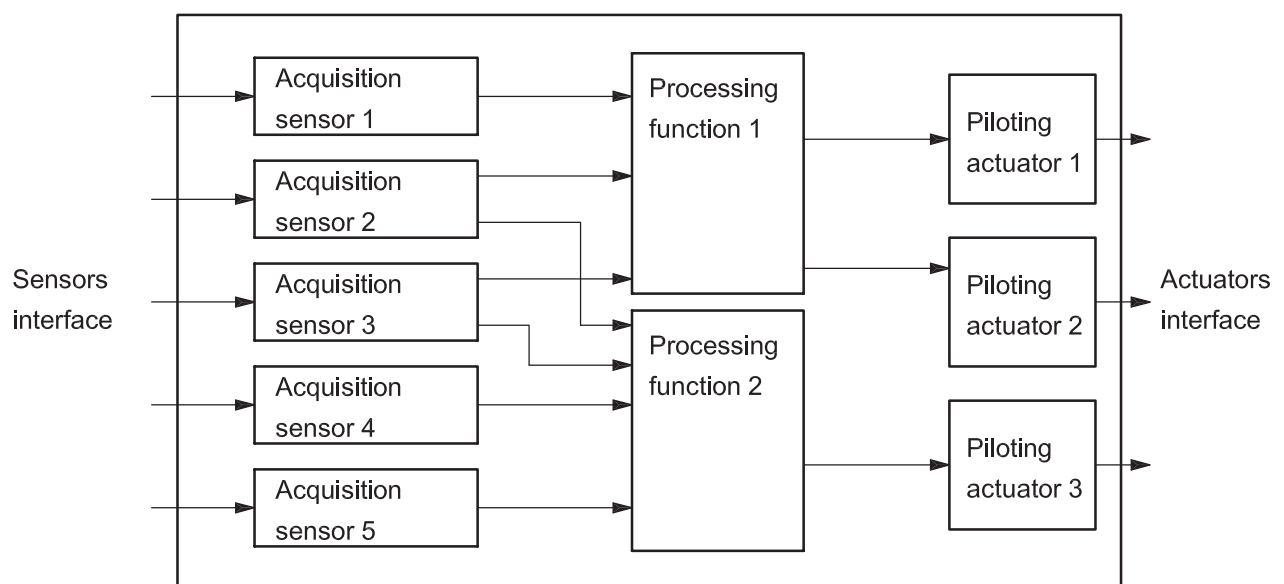 Sensors
interface
Acquisition
sensor 1
Acquisition
sensor 2
Acquisition
sensor 3
Acquisition
sensor 4
Acquisition
sensor 5
Processing
function 1
Processing
function 2
Piloting
actuator 1
Piloting
actuator 2
Piloting
actuator 3
Actuators
interface